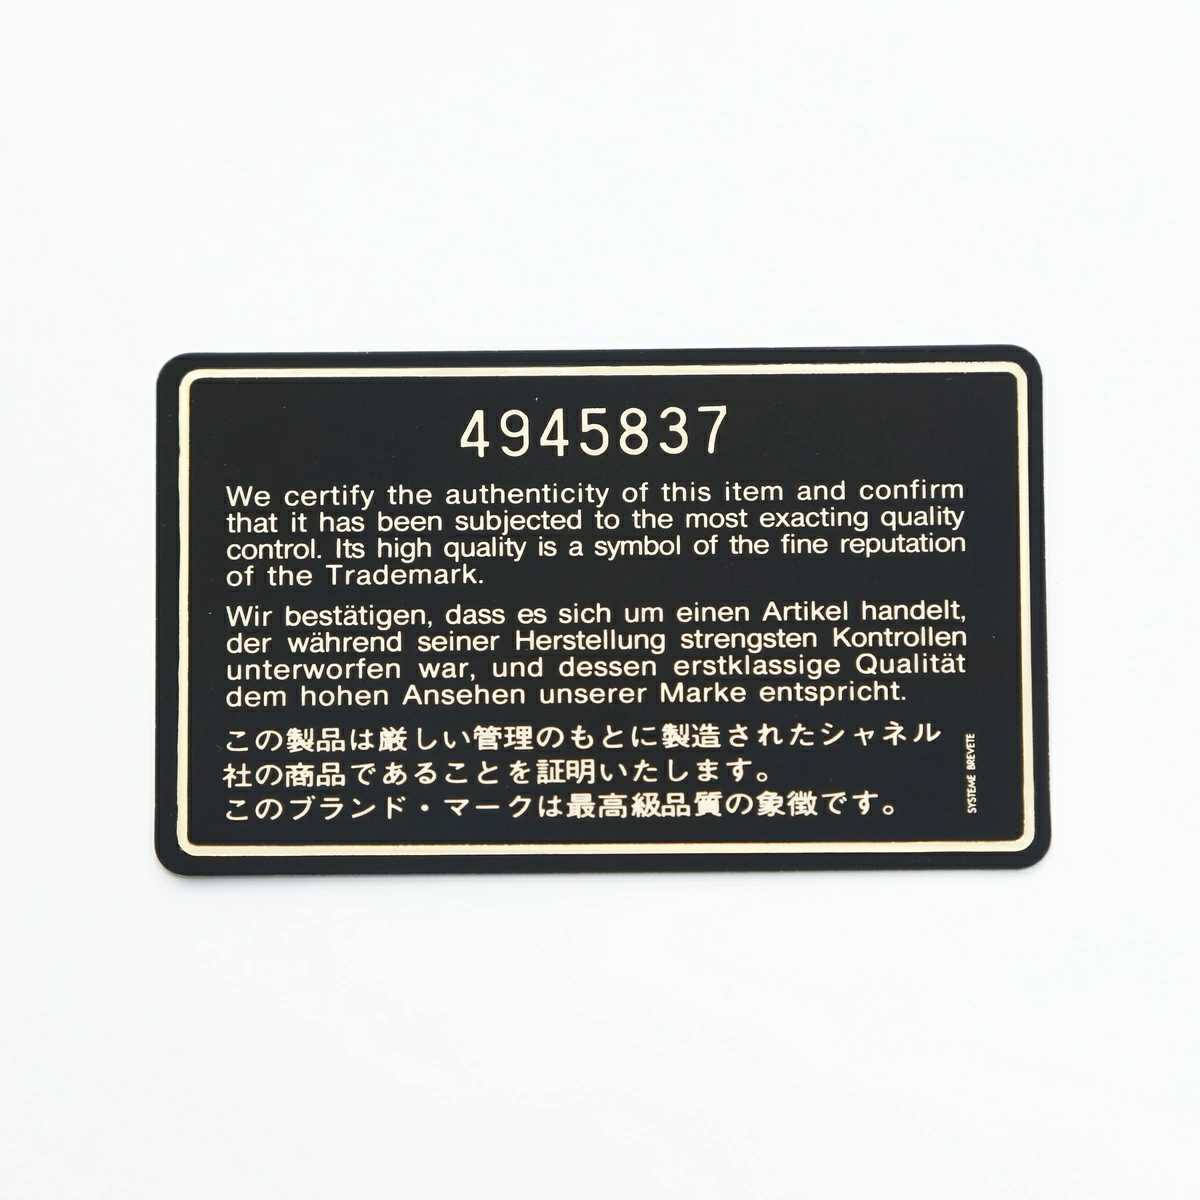 4945837
We certify the authenticity of this item and confirm
that it has been subjected to the most exacting quality
control. Its high quality is a symbol of the fine reputation
of the Trademark.
Wir bestätigen, dass es sich um einen Artikel handelt,
der während seiner Herstellung strengsten Kontrollen
unterworfen war, und dessen erstklassige Qualität
dem hohen Ansehen unserer Marke entspricht.
この製品は厳しい管理のもとに製造されたシャネル
社の商品であることを証明いたします。
このブランド・マークは最高級品質の象徴です。
SYSTEME BREVETE